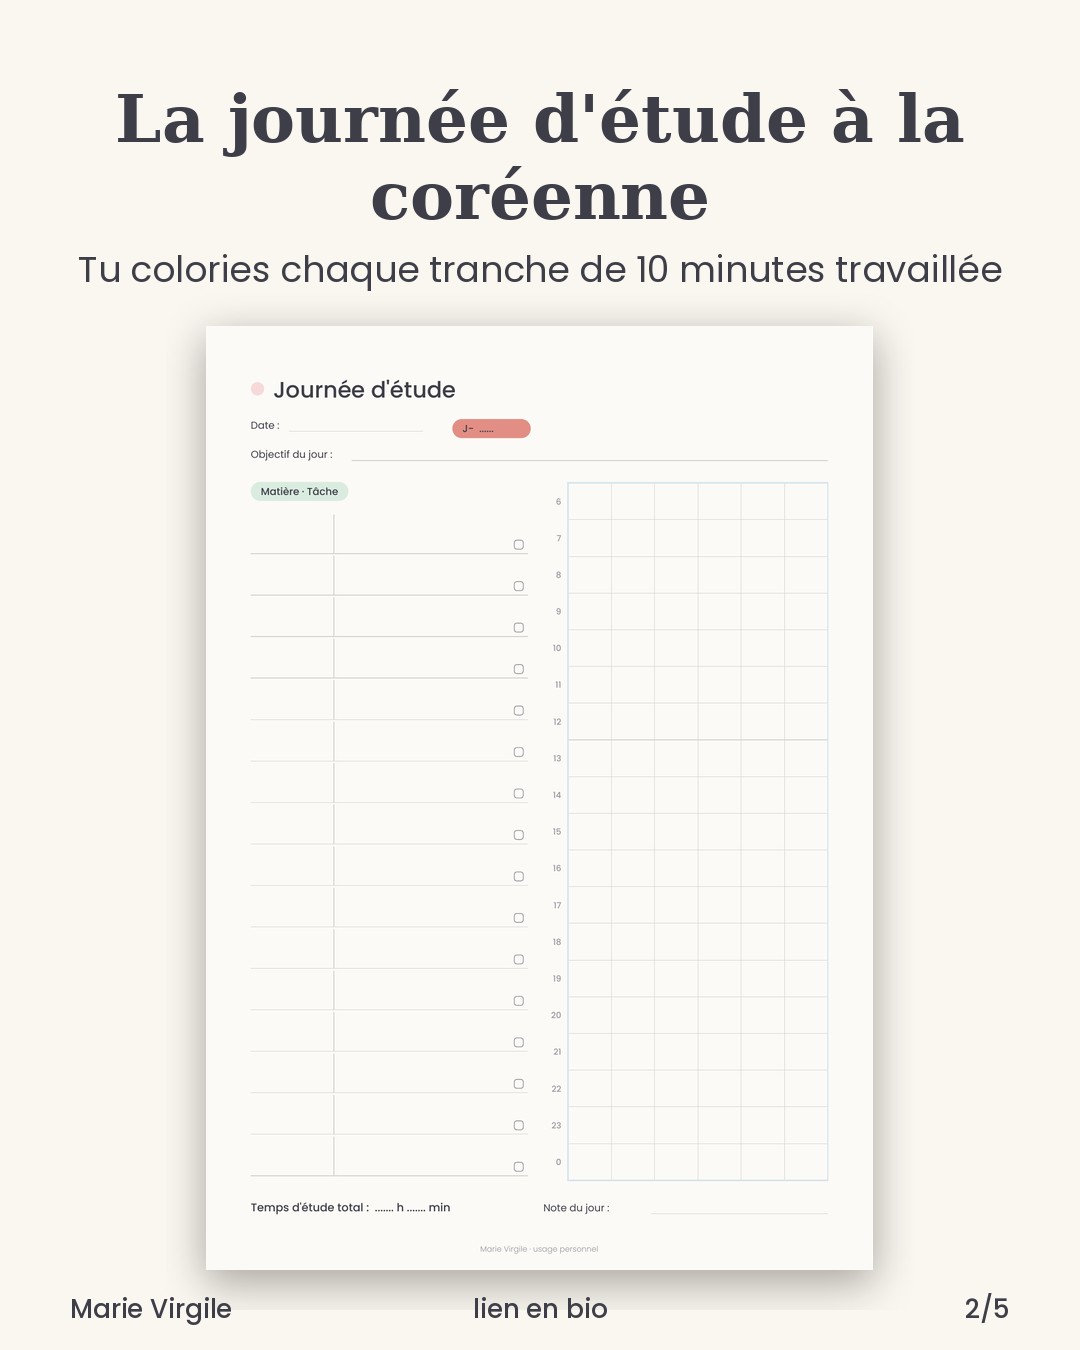 La journée d'étude à la
coréenne
Tu colories chaque tranche de 10 minutes travaillée
Journée d'étude
Date :
J- ......
Objectif du jour :
Matière · Tâche
6
7
8
9
10
11
12
13
14
15
16
17
18
19
20
21
22
23
0
Temps d'étude total : ....... h ....... min
Note du jour :
Marie Virgile · usage personnel
Marie Virgile
lien en bio
2/5